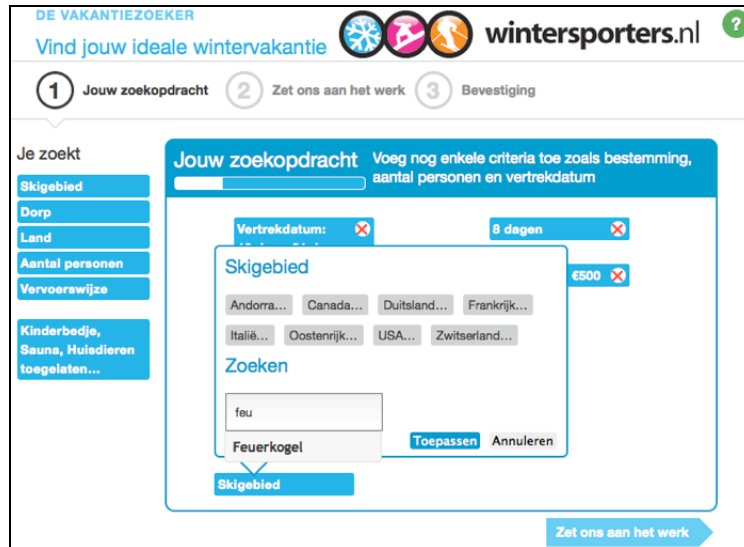 DE VAKANTIEZOEKER
Vind jouw ideale wintervakantie
wintersporters.nl
?
1 Jouw zoekopdracht
2 Zet ons aan het werk
3 Bevestiging
Je zoekt
Skigebied
Dorp
Land
Aantal personen
Vervoerswijze
Kinderbedje,
Sauna, Huisdieren
toegelaten...
Jouw zoekopdracht
Voeg nog enkele criteria toe zoals bestemming,
aantal personen en vertrekdatum
Vertrekdatum:
8 dagen
€500
Skigebied
Andorra... Canada... Duitsland... Frankrijk...
Italië... Oostenrijk... USA... Zwitserland...
Zoeken
feu
Feuerkogel
Toepassen Annuleren
Skigebied
Zet ons aan het werk